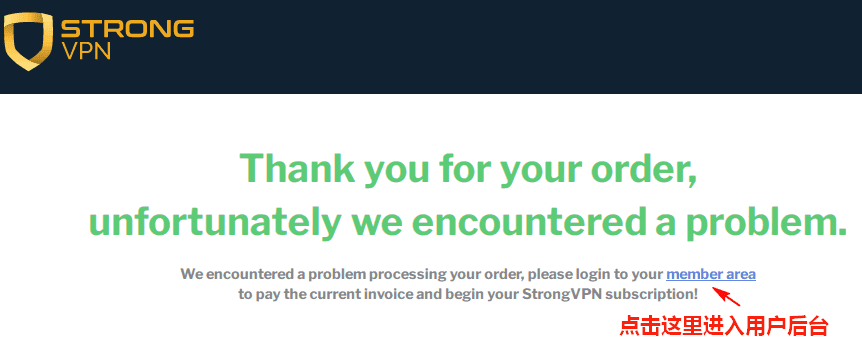 STRONG
VPN
Thank you for your order,
unfortunately we encountered a problem.
We encountered a problem processing your order, please login to your member area
to pay the current invoice and begin your StrongVPN subscription!
点击这里进入用户后台